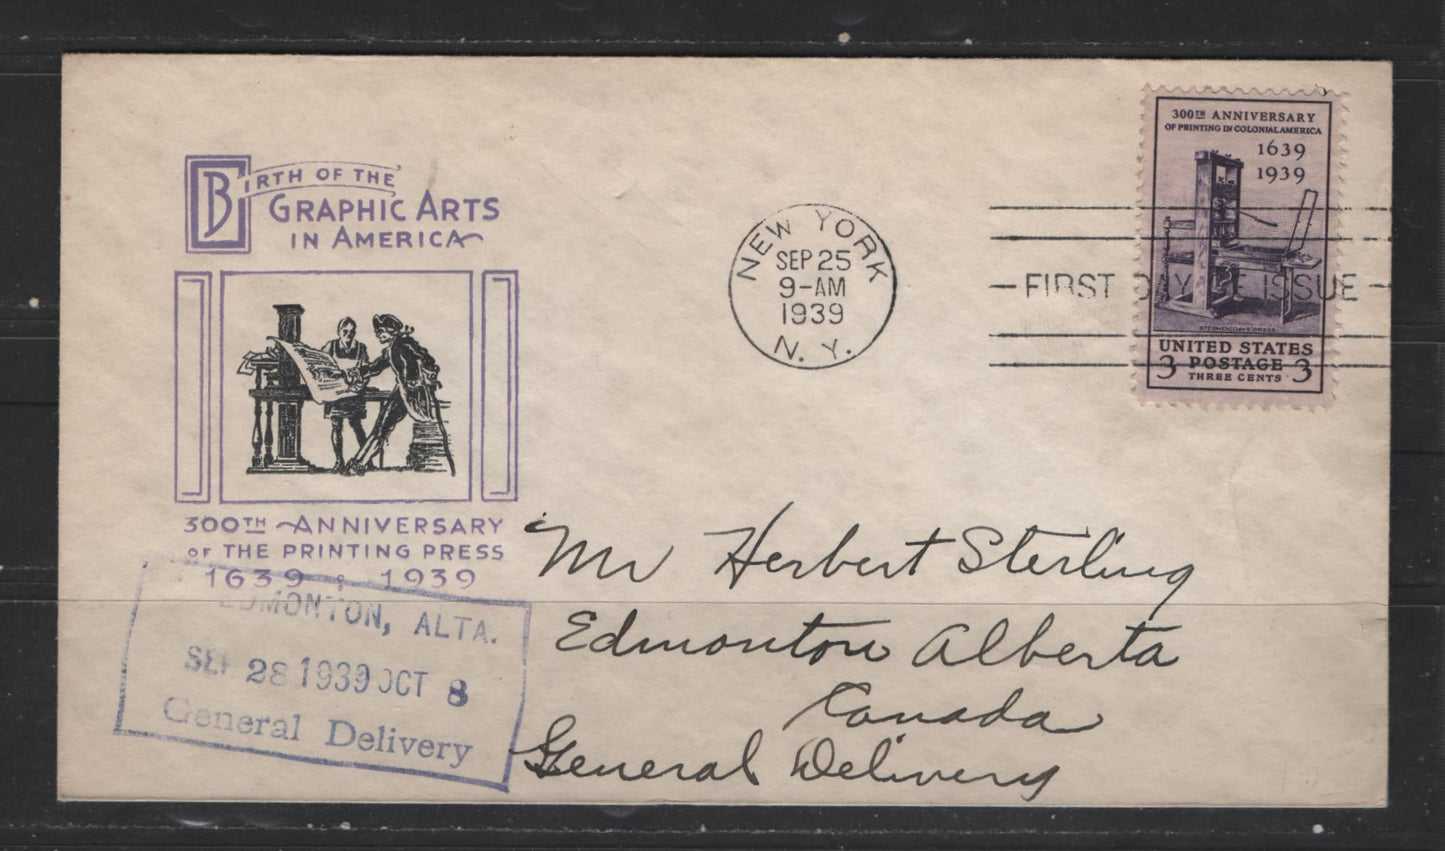 BIRTH OF THE
GRAPHIC ARTS
IN AMERICA
300TH ANNIVERSARY
OF THE PRINTING PRESS
1639 1939
NEW YORK
SEP 25
9-AM
1939
N. Y.
FIRST DAY OF ISSUE
300TH ANNIVERSARY
OF PRINTING IN COLONIAL AMERICA
1639
1939
STEPHEN DAYE PRESS
UNITED STATES
3 POSTAGE 3
THREE CENTS
Mr Herbert Sterling
Edmonton Alberta
Canada
General Delivery
EDMONTON, ALTA.
SEP 28 1939 OCT 8
General Delivery